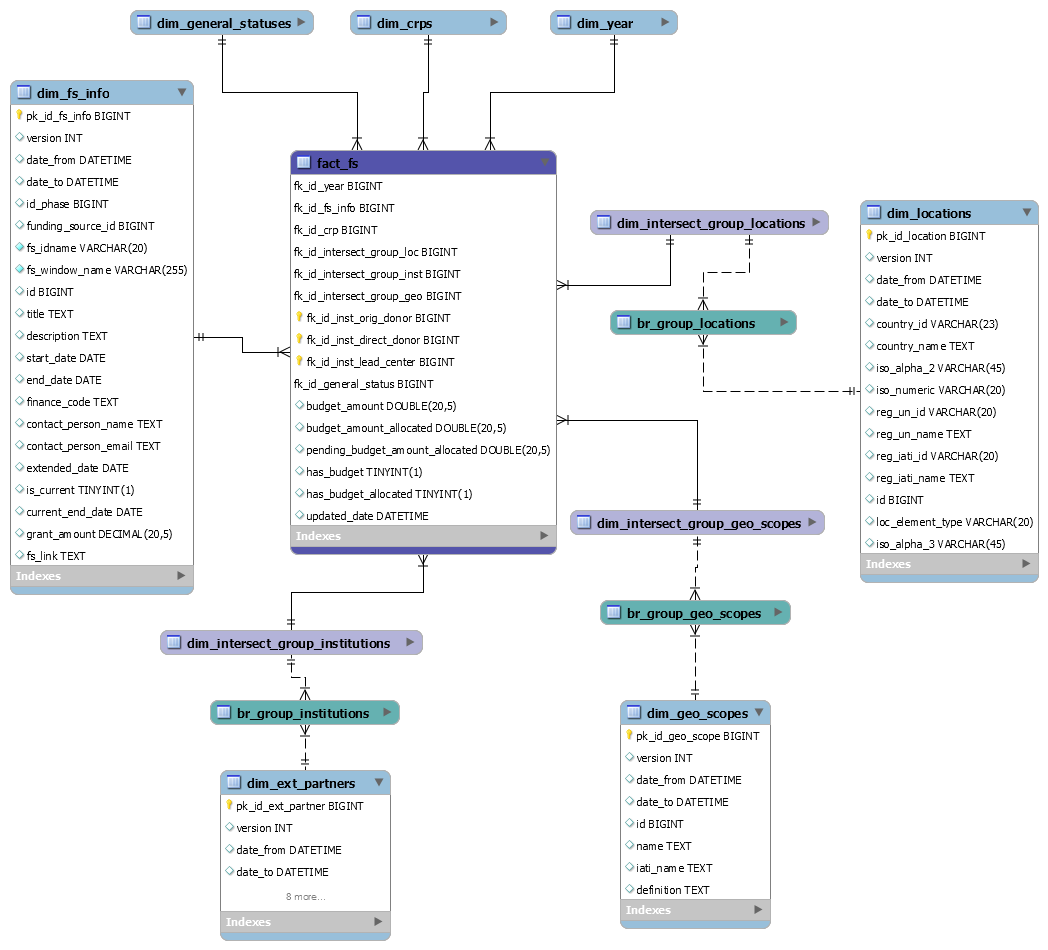 dim_general_statuses
dim_crps
dim_year
dim_fs_info
pk_id_fs_info BIGINT
version INT
date_from DATETIME
date_to DATETIME
id_phase BIGINT
funding_source_id BIGINT
fs_idname VARCHAR(20)
fs_window_name VARCHAR(255)
id BIGINT
title TEXT
description TEXT
start_date DATE
end_date DATE
finance_code TEXT
contact_person_name TEXT
contact_person_email TEXT
extended_date DATE
is_current TINYINT(1)
current_end_date DATE
grant_amount DECIMAL(20,5)
fs_link TEXT
Indexes
fact_fs
fk_id_year BIGINT
fk_id_fs_info BIGINT
fk_id_crp BIGINT
fk_id_intersect_group_loc BIGINT
fk_id_intersect_group_inst BIGINT
fk_id_intersect_group_geo BIGINT
fk_id_inst_orig_donor BIGINT
fk_id_inst_direct_donor BIGINT
fk_id_inst_lead_center BIGINT
fk_id_general_status BIGINT
budget_amount DOUBLE(20,5)
budget_amount_allocated DOUBLE(20,5)
pending_budget_amount_allocated DOUBLE(20,5)
has_budget TINYINT(1)
has_budget_allocated TINYINT(1)
updated_date DATETIME
Indexes
dim_intersect_group_locations
br_group_locations
dim_locations
pk_id_location BIGINT
version INT
date_from DATETIME
date_to DATETIME
country_id VARCHAR(23)
country_name TEXT
iso_alpha_2 VARCHAR(45)
iso_numeric VARCHAR(20)
reg_un_id VARCHAR(20)
reg_un_name TEXT
reg_iati_id VARCHAR(20)
reg_iati_name TEXT
id BIGINT
loc_element_type VARCHAR(20)
iso_alpha_3 VARCHAR(45)
Indexes
dim_intersect_group_geo_scopes
br_group_geo_scopes
dim_intersect_group_institutions
br_group_institutions
dim_ext_partners
pk_id_ext_partner BIGINT
version INT
date_from DATETIME
date_to DATETIME
8 more...
Indexes
dim_geo_scopes
pk_id_geo_scope BIGINT
version INT
date_from DATETIME
date_to DATETIME
id BIGINT
name TEXT
iati_name TEXT
definition TEXT
Indexes